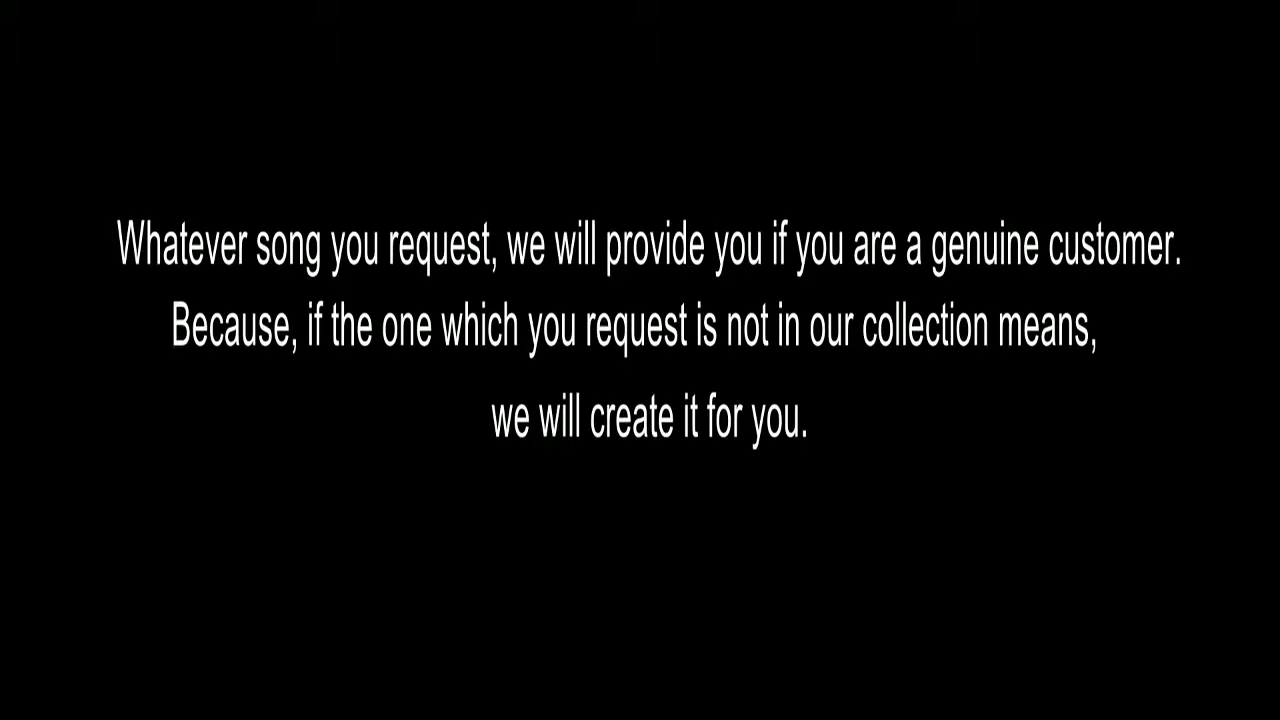 Whatever song you request, we will provide you if you are a genuine customer.
Because, if the one which you request is not in our collection means,
we will create it for you.